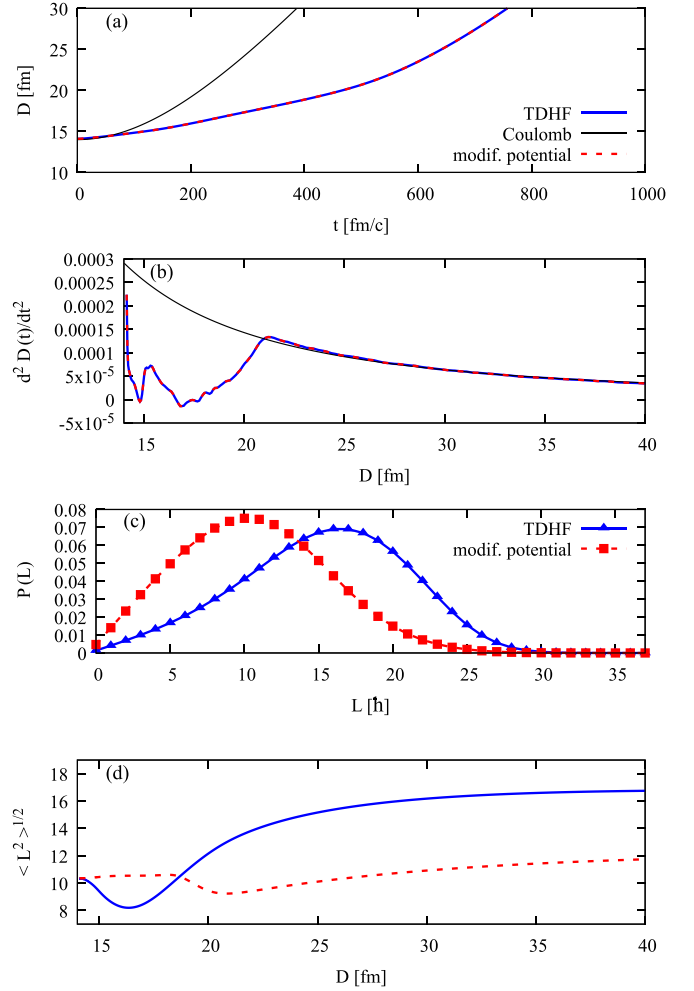 (a)
D [fm]
30
25
20
15
10
TDHF
Coulomb
modif. potential
0 200 400 600 800 1000
t [fm/c]
(b)
d² D(t)/dt²
0.0003
0.00025
0.0002
0.00015
0.0001
5x10⁻⁵
0
-5x10⁻⁵
15 20 25 30 35 40
D [fm]
(c)
P(L)
0.08
0.07
0.06
0.05
0.04
0.03
0.02
0.01
0
TDHF
modif. potential
0 5 10 15 20 25 30 35
L [ħ]
(d)
< L² >^1/2
18
16
14
12
10
8
15 20 25 30 35 40
D [fm]